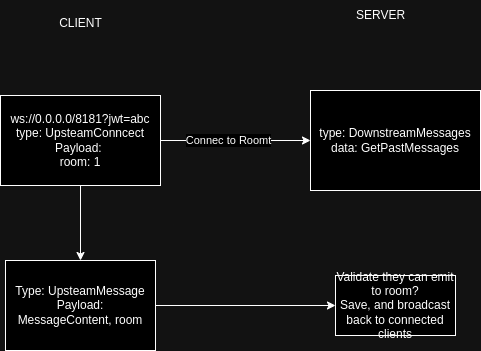 CLIENT
SERVER
ws://0.0.0.0/8181?jwt=abc
type: UpsteamConncect
Payload:
room: 1
Connec to Roomt
type: DownstreamMessages
data: GetPastMessages
Type: UpsteamMessage
Payload:
MessageContent, room
Validate they can emit
to room?
Save, and broadcast
back to connected
clients